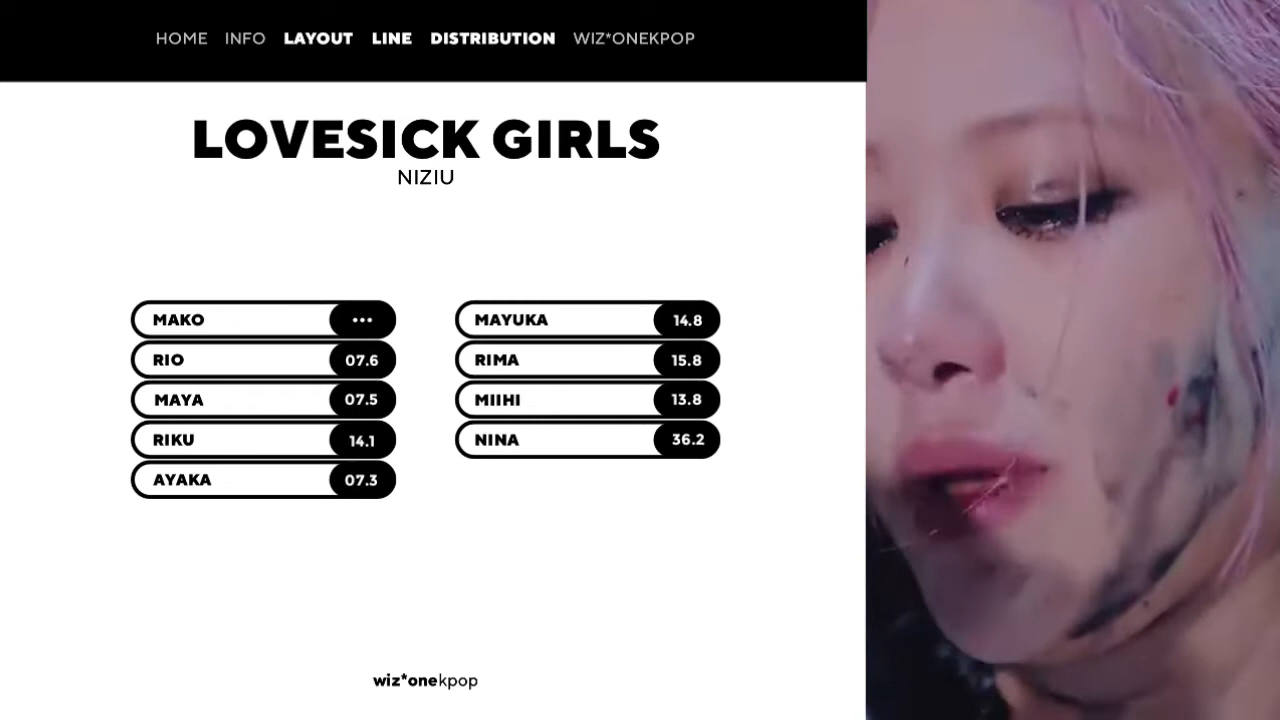 HOME INFO LAYOUT LINE DISTRIBUTION WIZ*ONEKPOP
LOVESICK GIRLS
NIZIU
MAKO •••
RIO 07.6
MAYA 07.5
RIKU 14.1
AYAKA 07.3
MAYUKA 14.8
RIMA 15.8
MIIHI 13.8
NINA 36.2
wiz*onekpop